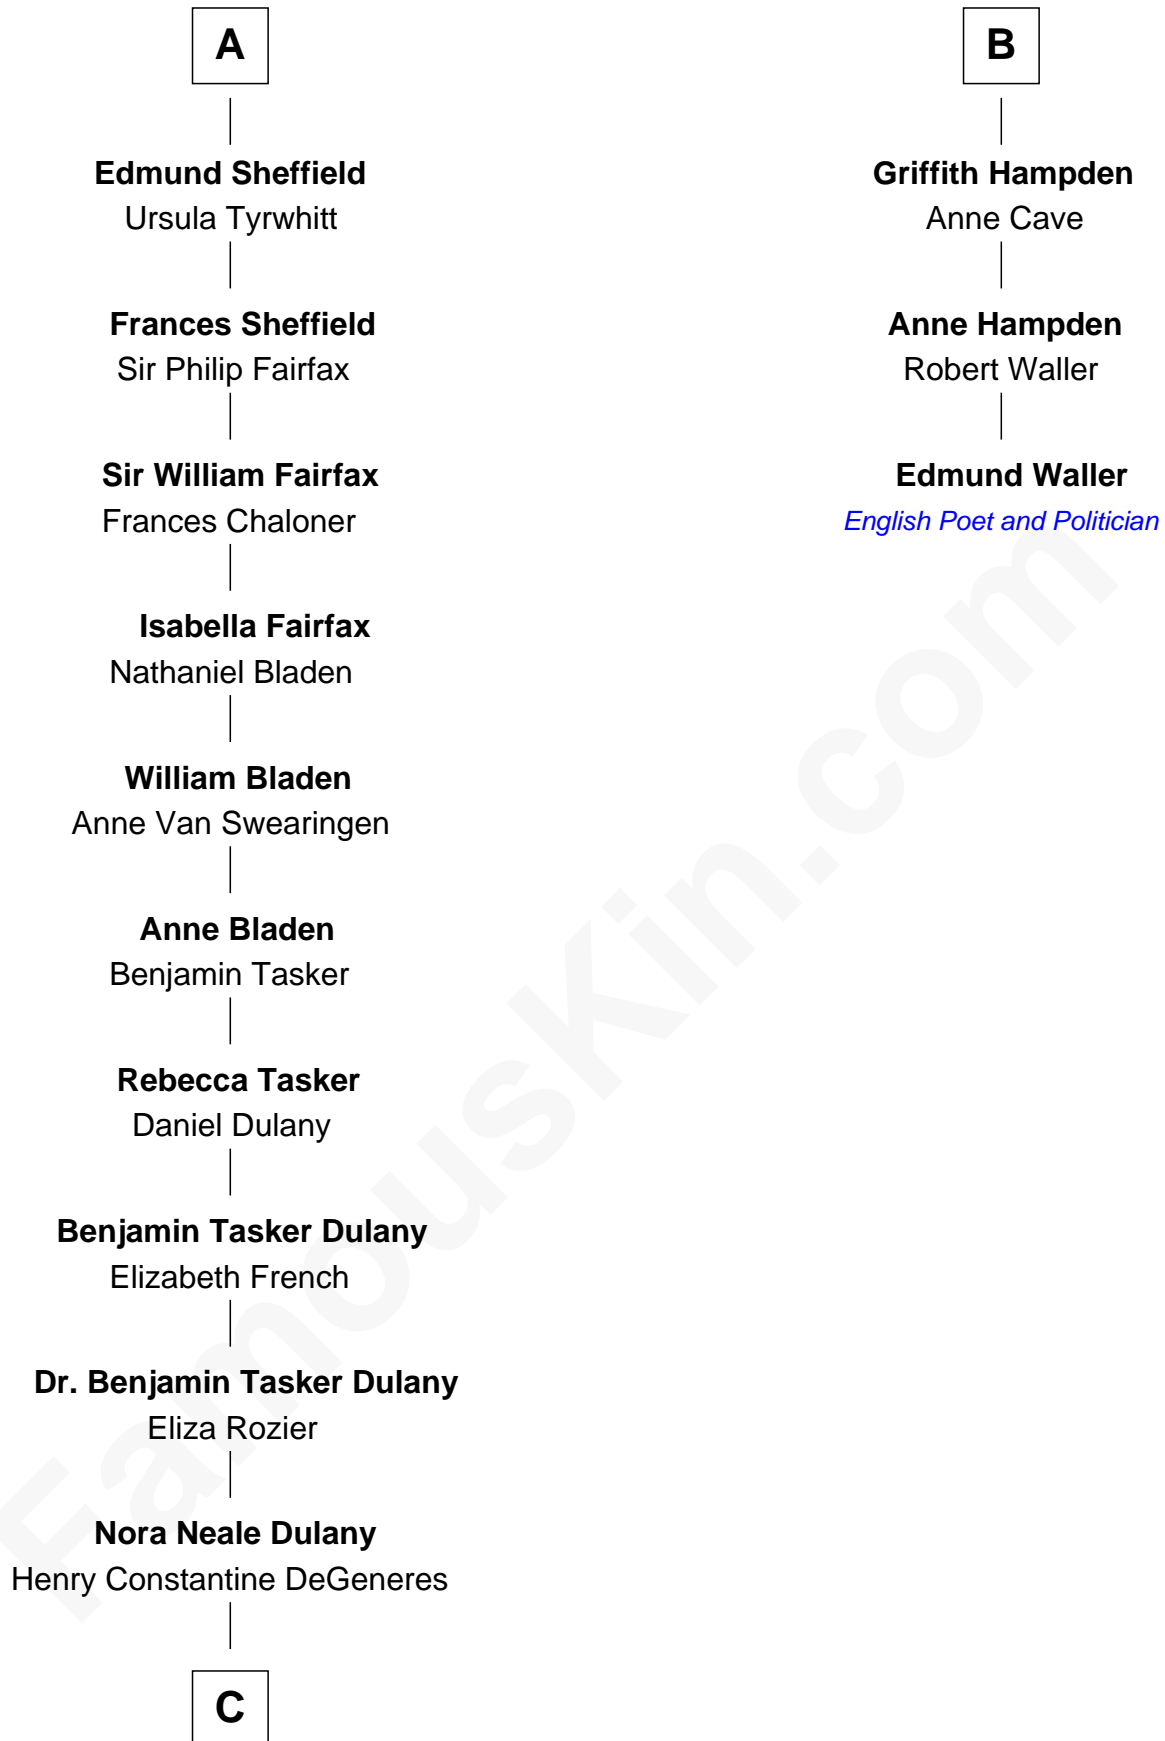 A
Edmund Sheffield
Ursula Tyrwhitt
Frances Sheffield
Sir Philip Fairfax
Sir William Fairfax
Frances Chaloner
Isabella Fairfax
Nathaniel Bladen
William Bladen
Anne Van Swearingen
Anne Bladen
Benjamin Tasker
Rebecca Tasker
Daniel Dulany
Benjamin Tasker Dulany
Elizabeth French
Dr. Benjamin Tasker Dulany
Eliza Rozier
Nora Neale Dulany
Henry Constantine DeGeneres
C
B
Griffith Hampden
Anne Cave
Anne Hampden
Robert Waller
Edmund Waller
English Poet and Politician
FamousKin.com